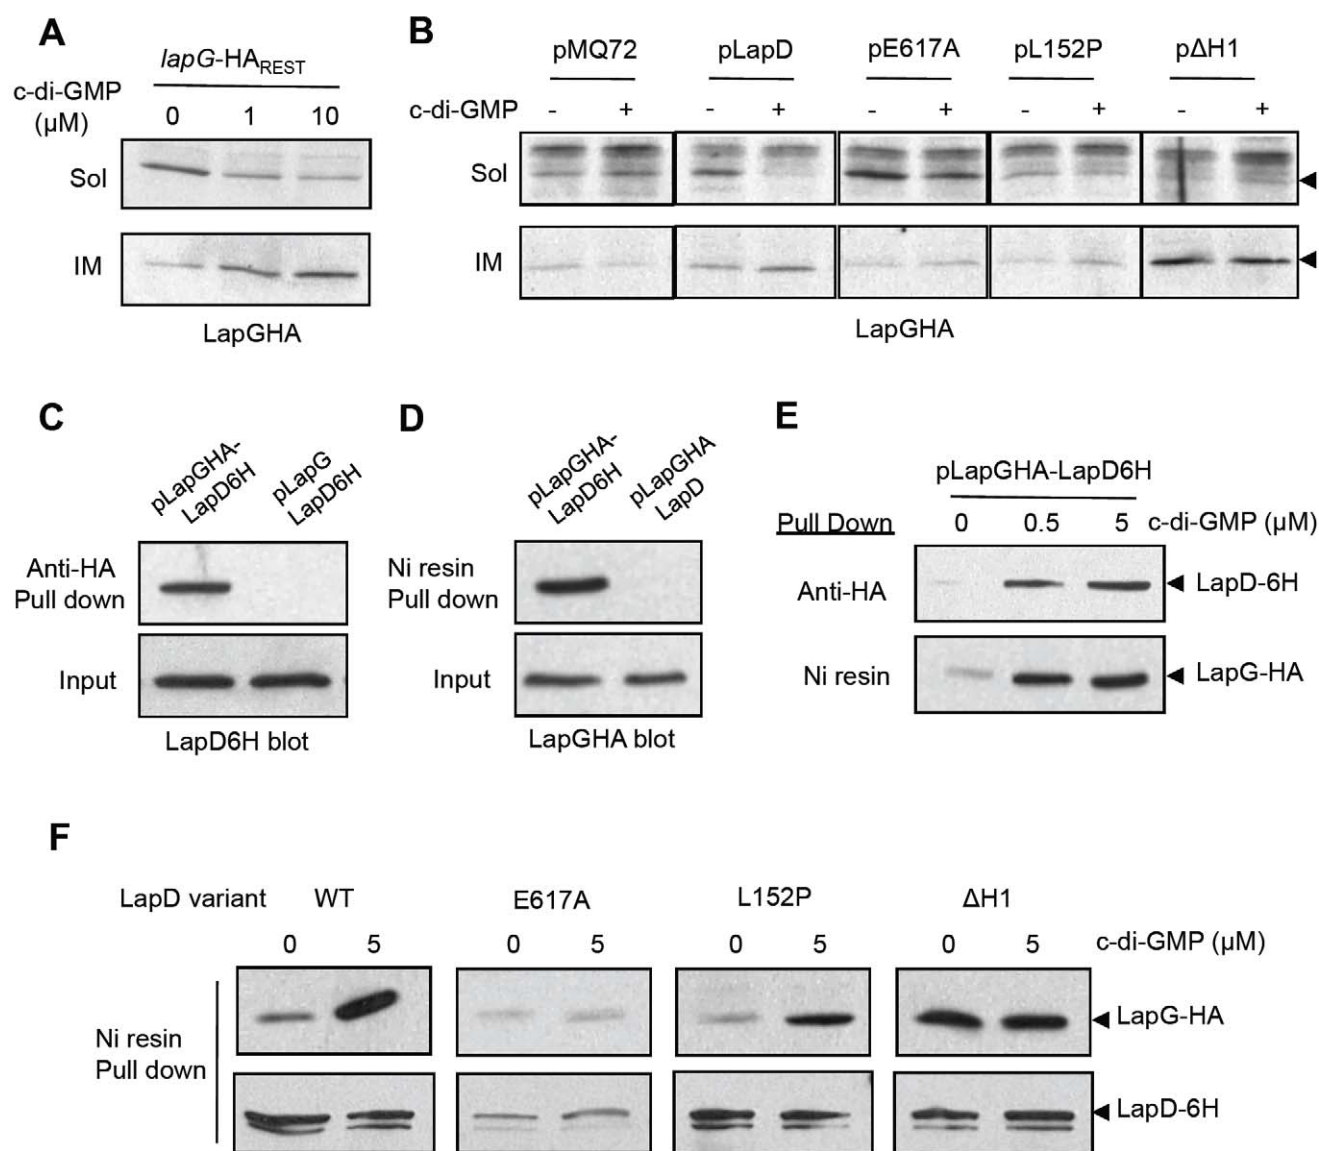 A
lapG-HAREST
c-di-GMP
(µM)
0 1 10
Sol
IM
LapGHA
B
pMQ72 pLapD pE617A pL152P pΔH1
c-di-GMP - + - + - + - + - +
Sol
IM
LapGHA
C
pLapGHA-
LapD6H
pLapG
LapD6H
Anti-HA
Pull down
Input
LapD6H blot
D
pLapGHA-
LapD6H
pLapGHA
LapD
Ni resin
Pull down
Input
LapGHA blot
E
pLapGHA-LapD6H
Pull Down 0 0.5 5 c-di-GMP (µM)
Anti-HA LapD-6H
Ni resin LapG-HA
F
LapD variant WT E617A L152P ΔH1
0 5 0 5 0 5 0 5 c-di-GMP (µM)
Ni resin
Pull down
LapG-HA
LapD-6H